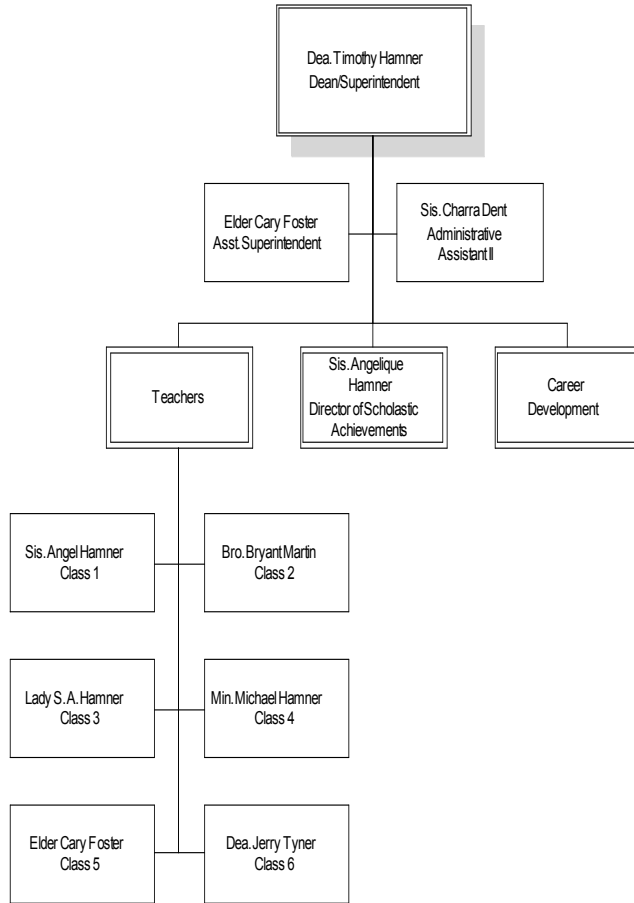 Dea. Timothy Hamner
Dean/Superintendent
Elder Cary Foster
Asst. Superintendent
Sis. Charra Dent
Administrative
Assistant II
Teachers
Sis. Angelique
Hamner
Director of Scholastic
Achievements
Career
Development
Sis. Angel Hamner
Class 1
Bro. Bryant Martin
Class 2
Lady S. A. Hamner
Class 3
Min. Michael Hamner
Class 4
Elder Cary Foster
Class 5
Dea. Jerry Tyner
Class 6